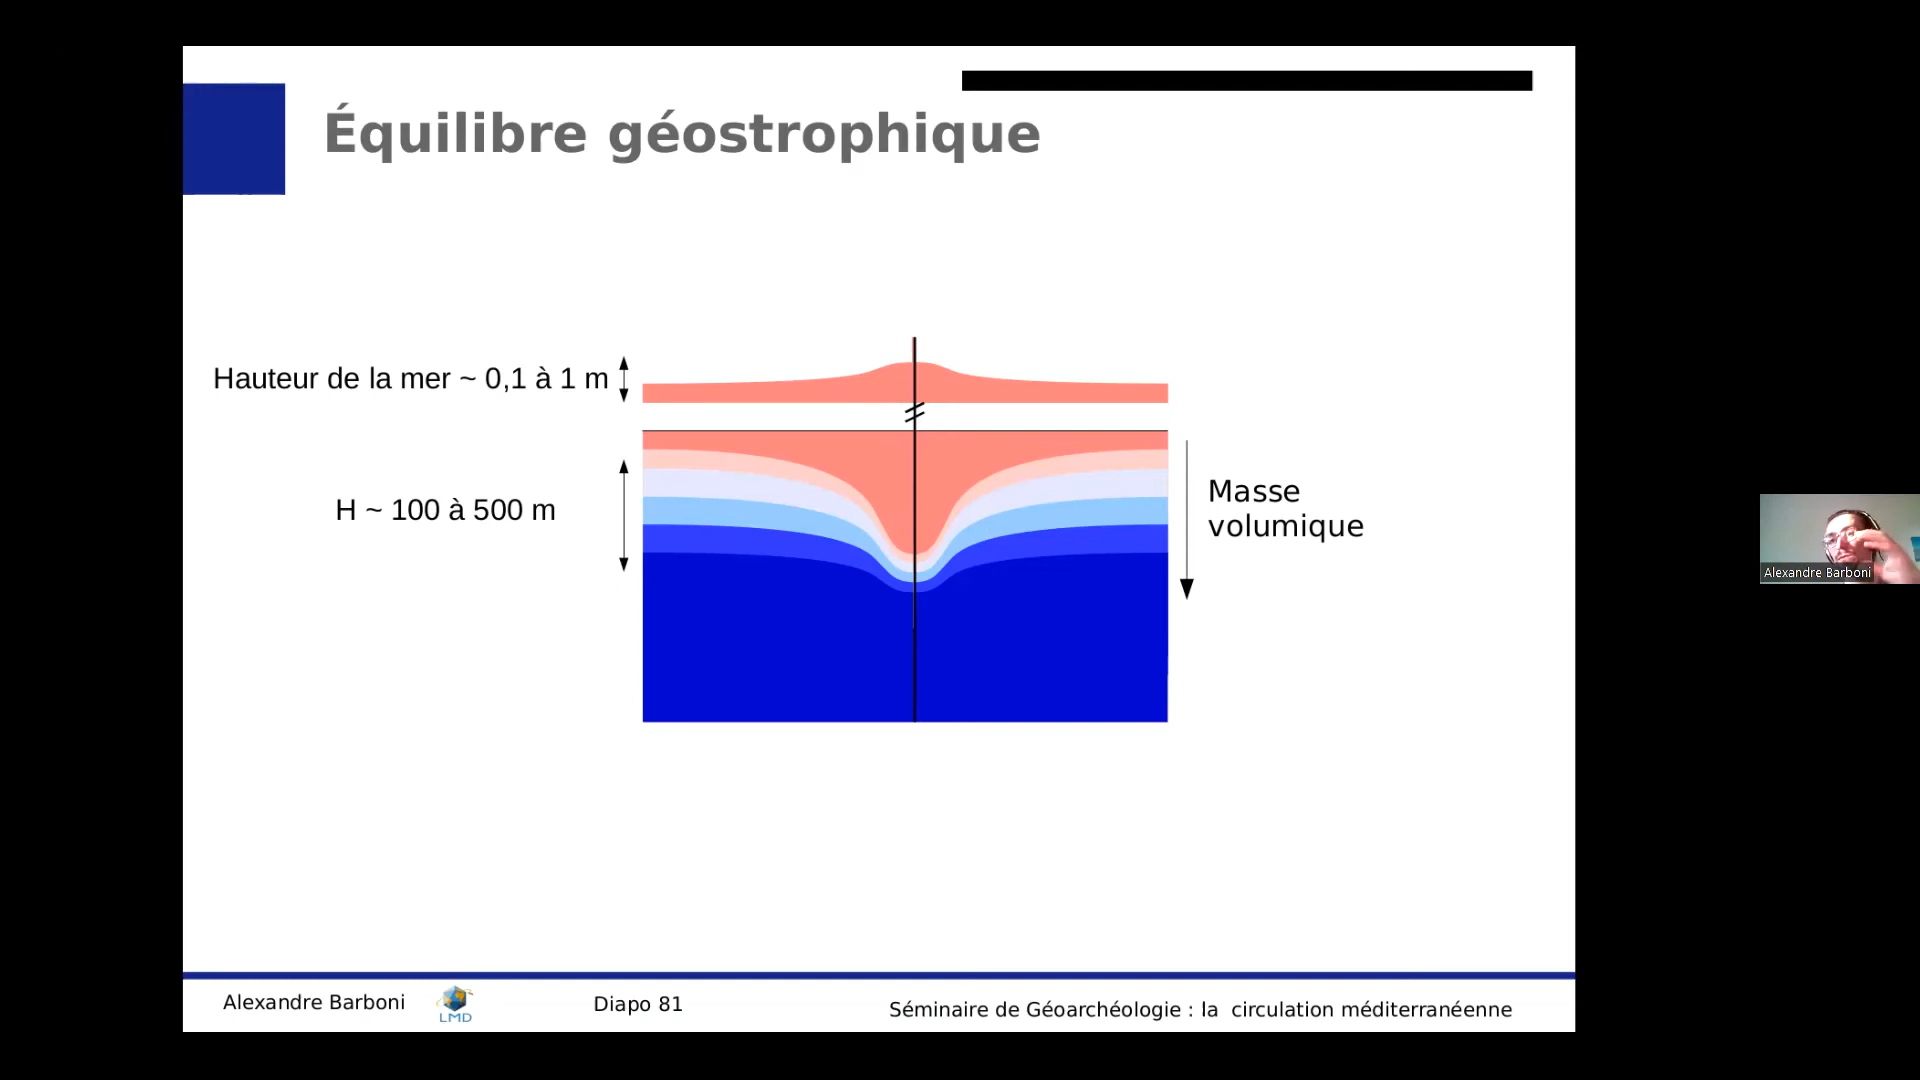 Équilibre géostrophique
Hauteur de la mer ~ 0,1 à 1 m
H ~ 100 à 500 m
Masse
volumique
Alexandre Barboni
Alexandre Barboni
LMD
Diapo 81
Séminaire de Géoarchéologie : la circulation méditerranéenne